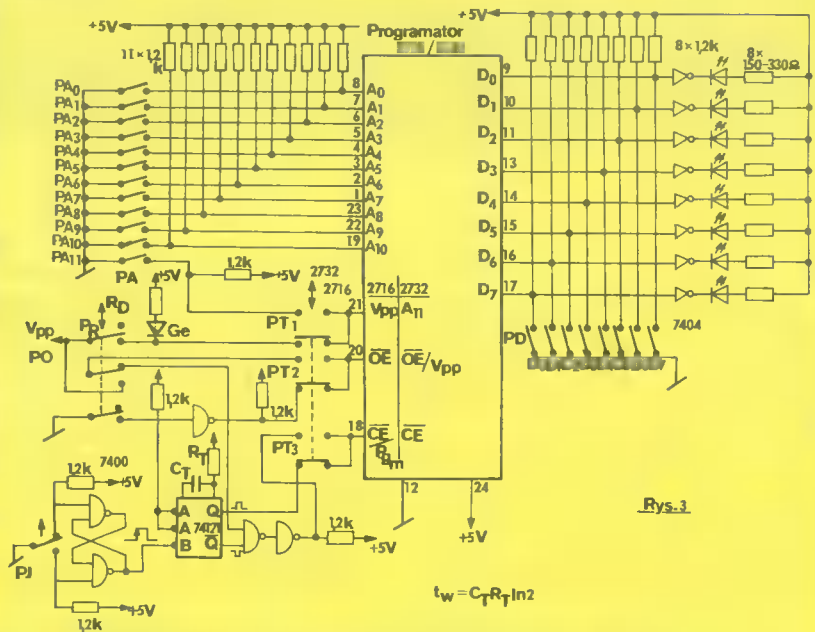 +5V
Programator
+5V
11×1,2
k
8×1,2k
8×
150-330Ω
PA0 8 A0 D0 9
PA1 7 A1 D1 10
PA2 6 A2 D2 11
PA3 5 A3 D3 13
PA4 4 A4 D4 14
PA5 3 A5 D5 15
PA6 2 A6 D6 16
PA7 1 A7 D7 17
PA8 23 A8
PA9 22 A9
PA10 19 A10
PA11
PA +5V 1,2k +5V
2732
2716
2716 2732
21 Vpp A11
RD
PR
Vpp
PO
Ge
PT1
20 OE OE/Vpp
PT2
1,2k
1,2k
PD
7404
18 CE CE
PT3
RT
CT
12 24
+5V
Rys.3
1,2k 7400
+5V
A Q
A 74121
B Q
PJ
1,2k
+5V
1,2k
+5V
tw=CTRTln2